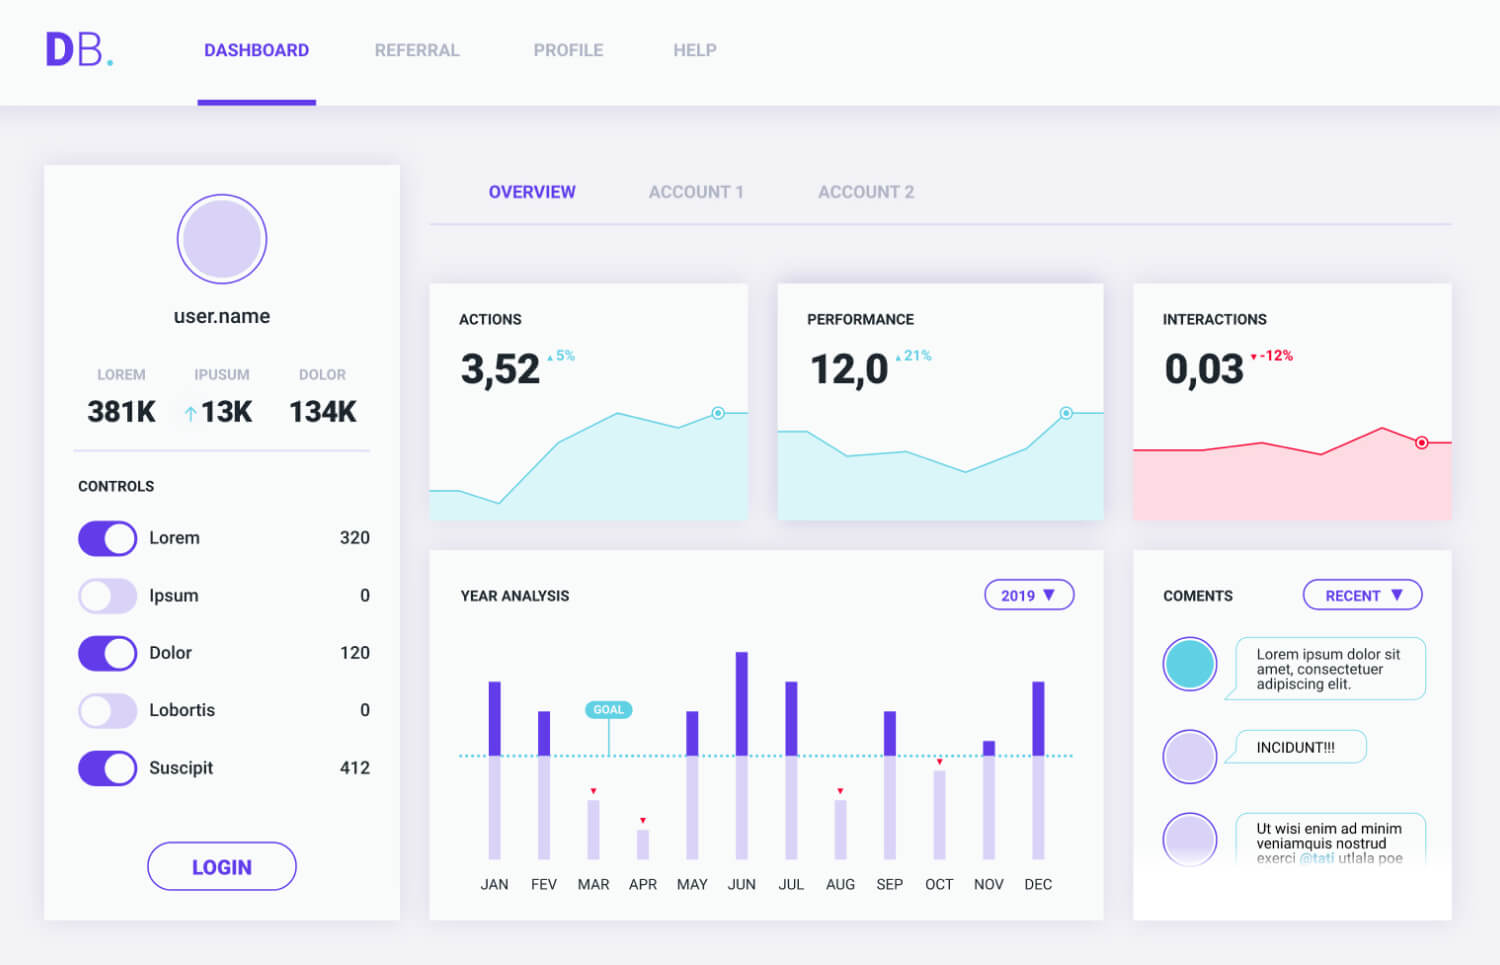 DB.
DASHBOARD REFERRAL PROFILE HELP
user.name
LOREM IPUSUM DOLOR
381K ↑13K 134K
CONTROLS
Lorem 320
Ipsum 0
Dolor 120
Lobortis 0
Suscipit 412
LOGIN
OVERVIEW ACCOUNT 1 ACCOUNT 2
ACTIONS
3,52 ▲5%
PERFORMANCE
12,0 ▲21%
INTERACTIONS
0,03 ▼-12%
YEAR ANALYSIS 2019 ▼
GOAL
JAN FEV MAR APR MAY JUN JUL AUG SEP OCT NOV DEC
COMENTS RECENT ▼
Lorem ipsum dolor sit
amet, consectetuer
adipiscing elit.
INCIDUNT!!!
Ut wisi enim ad minim
veniamquis nostrud
exerci @tati utlala poe